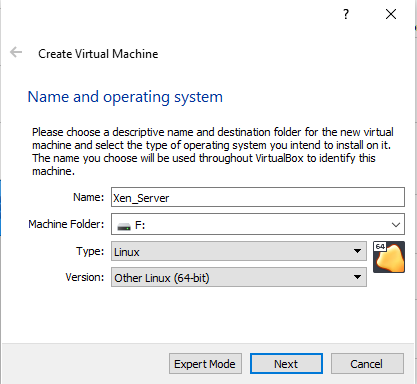 ?
Create Virtual Machine
Name and operating system
Please choose a descriptive name and destination folder for the new virtual
machine and select the type of operating system you intend to install on it.
The name you choose will be used throughout VirtualBox to identify this
machine.
Name: Xen_Server
Machine Folder: F:
Type: Linux
64
Version: Other Linux (64-bit)
Expert Mode Next Cancel